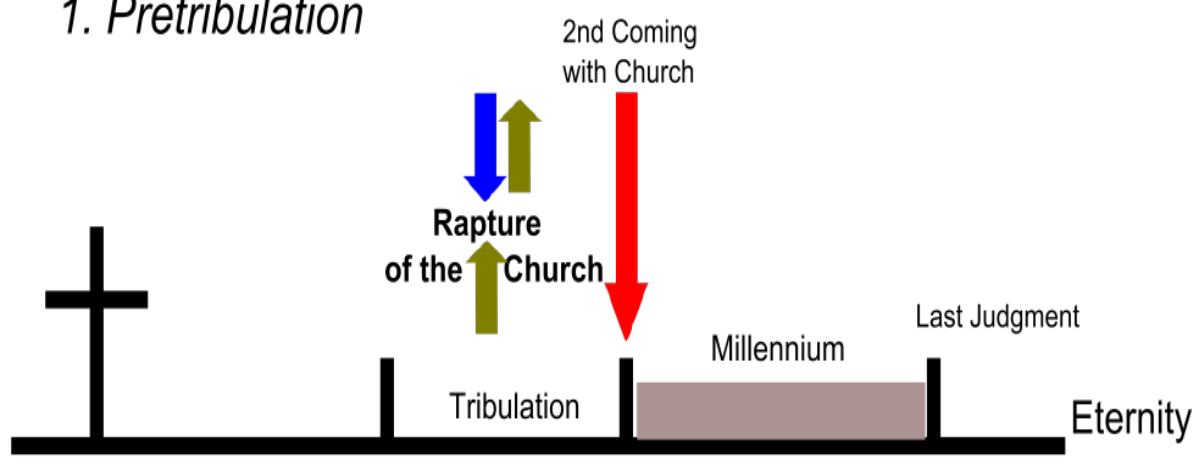 1. Pretribulation
2nd Coming
with Church
Rapture
of the Church
Last Judgment
Millennium
Tribulation
Eternity